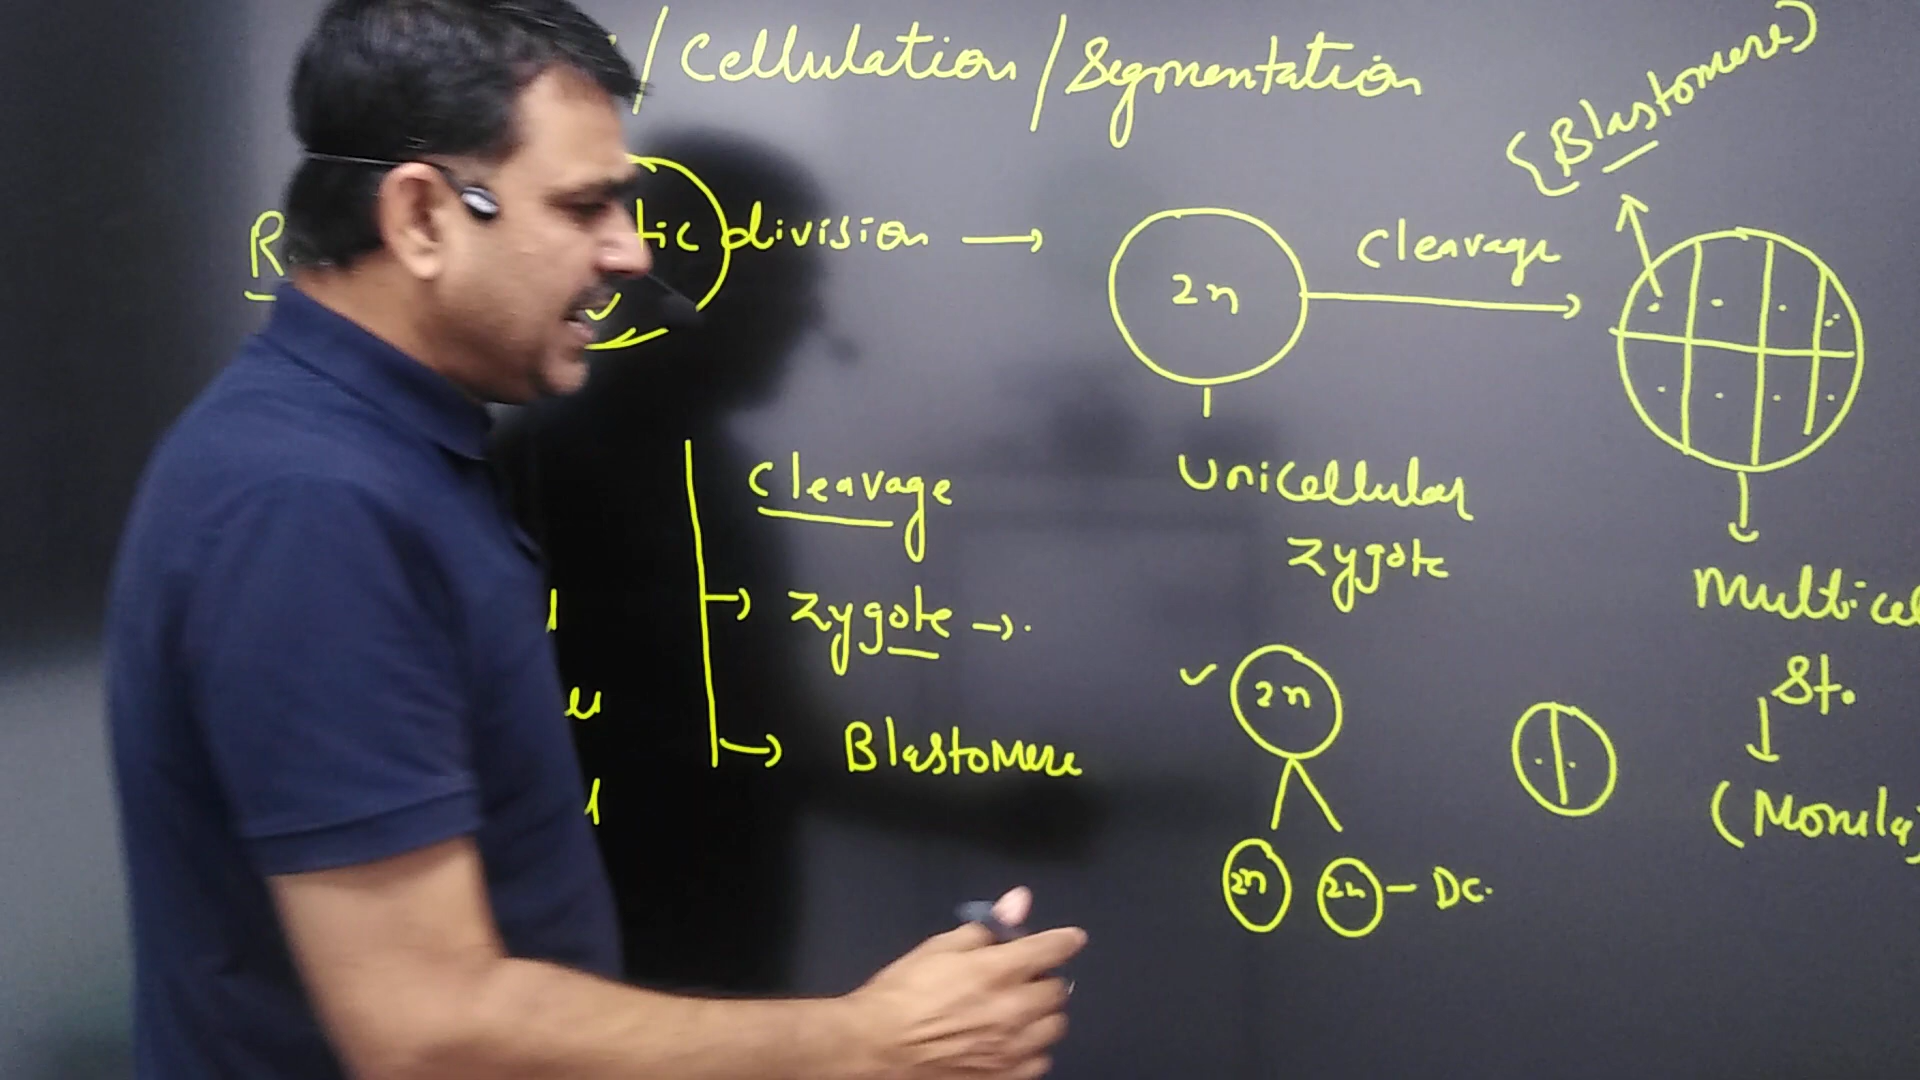 / Cellulation / Segmentation
{Blastomere}
tic division →
2n
Cleavage
Cleavage
Unicellular
Zygote
Zygote →.
Multicel
St.
2n
Blastomere
(Morula)
2n 2n - DC.